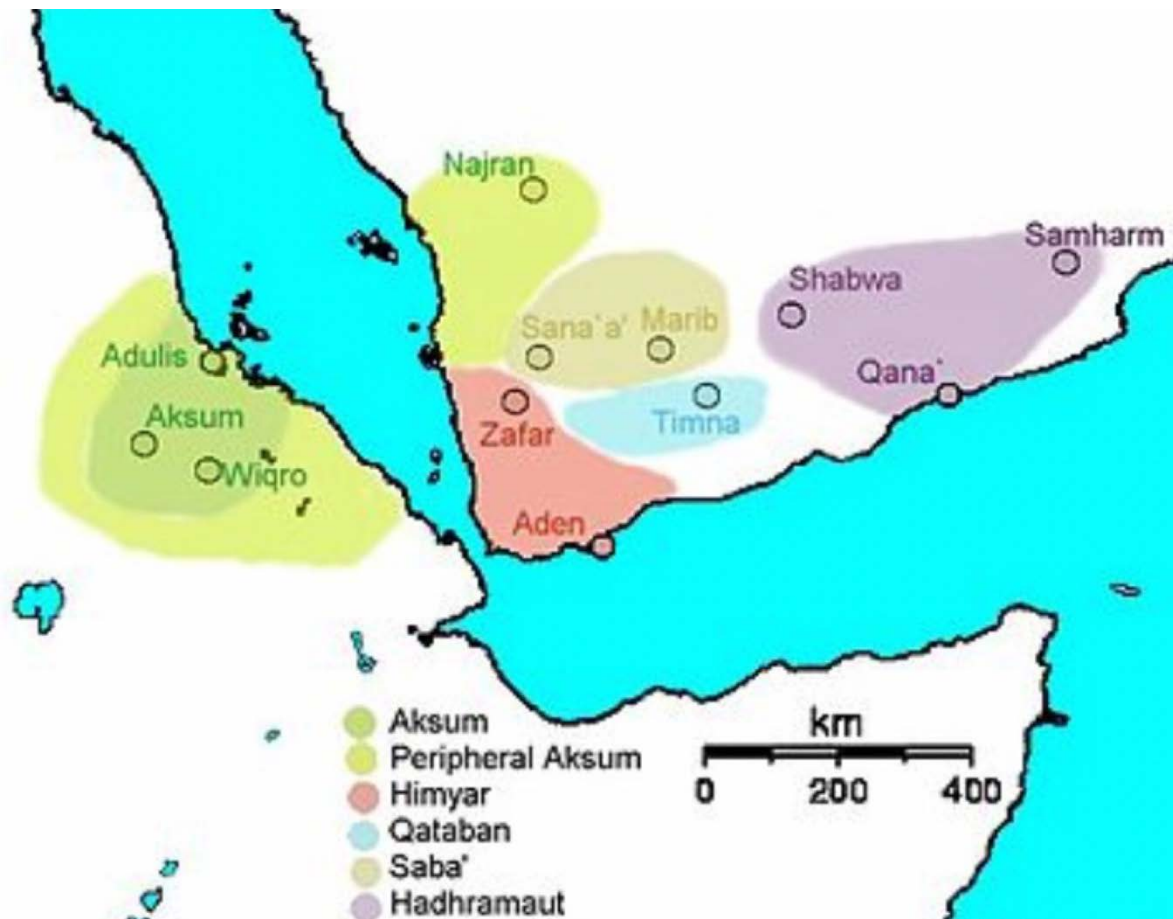 Najran
Samharm
Shabwa
Sana`a'
Marib
Adulis
Qana`
Aksum
Zafar
Timna
Wiqro
Aden
Aksum
Peripheral Aksum
Himyar
Qataban
Saba'
Hadhramaut
km
0 200 400